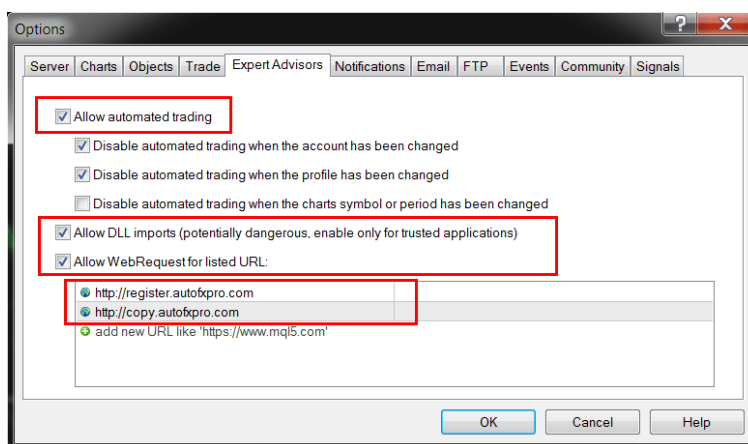 Options
?
X
Server Charts Objects Trade Expert Advisors Notifications Email FTP Events Community Signals
Allow automated trading
Disable automated trading when the account has been changed
Disable automated trading when the profile has been changed
Disable automated trading when the charts symbol or period has been changed
Allow DLL imports (potentially dangerous, enable only for trusted applications)
Allow WebRequest for listed URL:
http://register.autofxpro.com
http://copy.autofxpro.com
add new URL like 'https://www.mql5.com'
OK Cancel Help